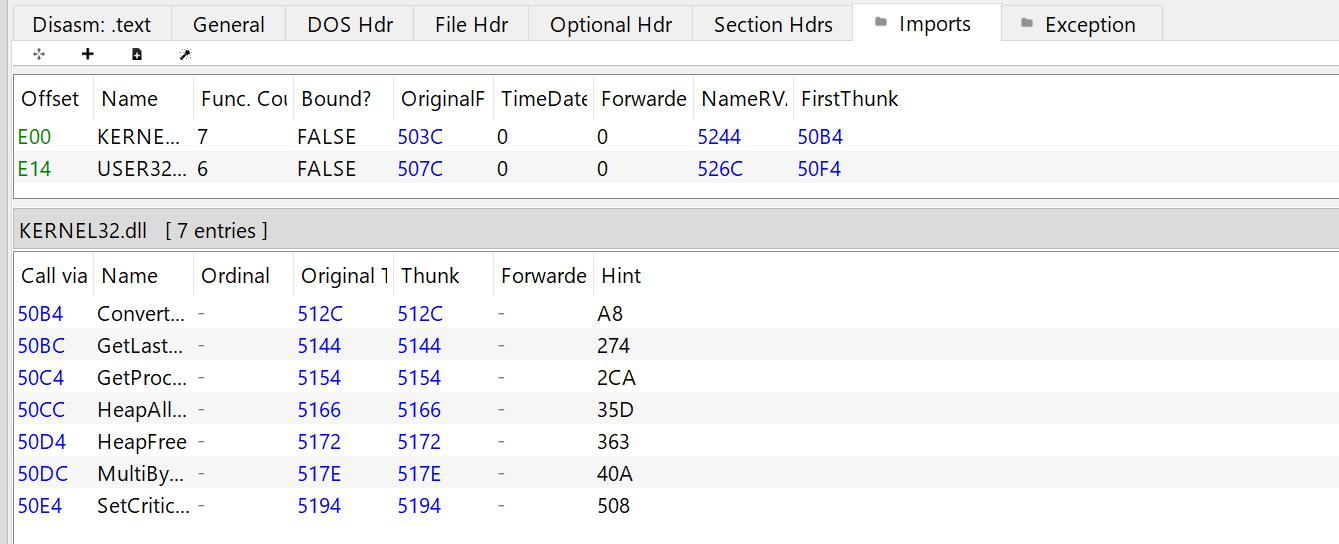 Disasm: .text General DOS Hdr File Hdr Optional Hdr Section Hdrs Imports Exception
Offset Name Func. Cou Bound? OriginalF TimeDate Forwarde NameRV. FirstThunk
E00 KERNE... 7 FALSE 503C 0 0 5244 50B4
E14 USER32... 6 FALSE 507C 0 0 526C 50F4
KERNEL32.dll [ 7 entries ]
Call via Name Ordinal Original T Thunk Forwarde Hint
50B4 Convert... - 512C 512C - A8
50BC GetLast... - 5144 5144 - 274
50C4 GetProc... - 5154 5154 - 2CA
50CC HeapAll... - 5166 5166 - 35D
50D4 HeapFree - 5172 5172 - 363
50DC MultiBy... - 517E 517E - 40A
50E4 SetCritic... - 5194 5194 - 508